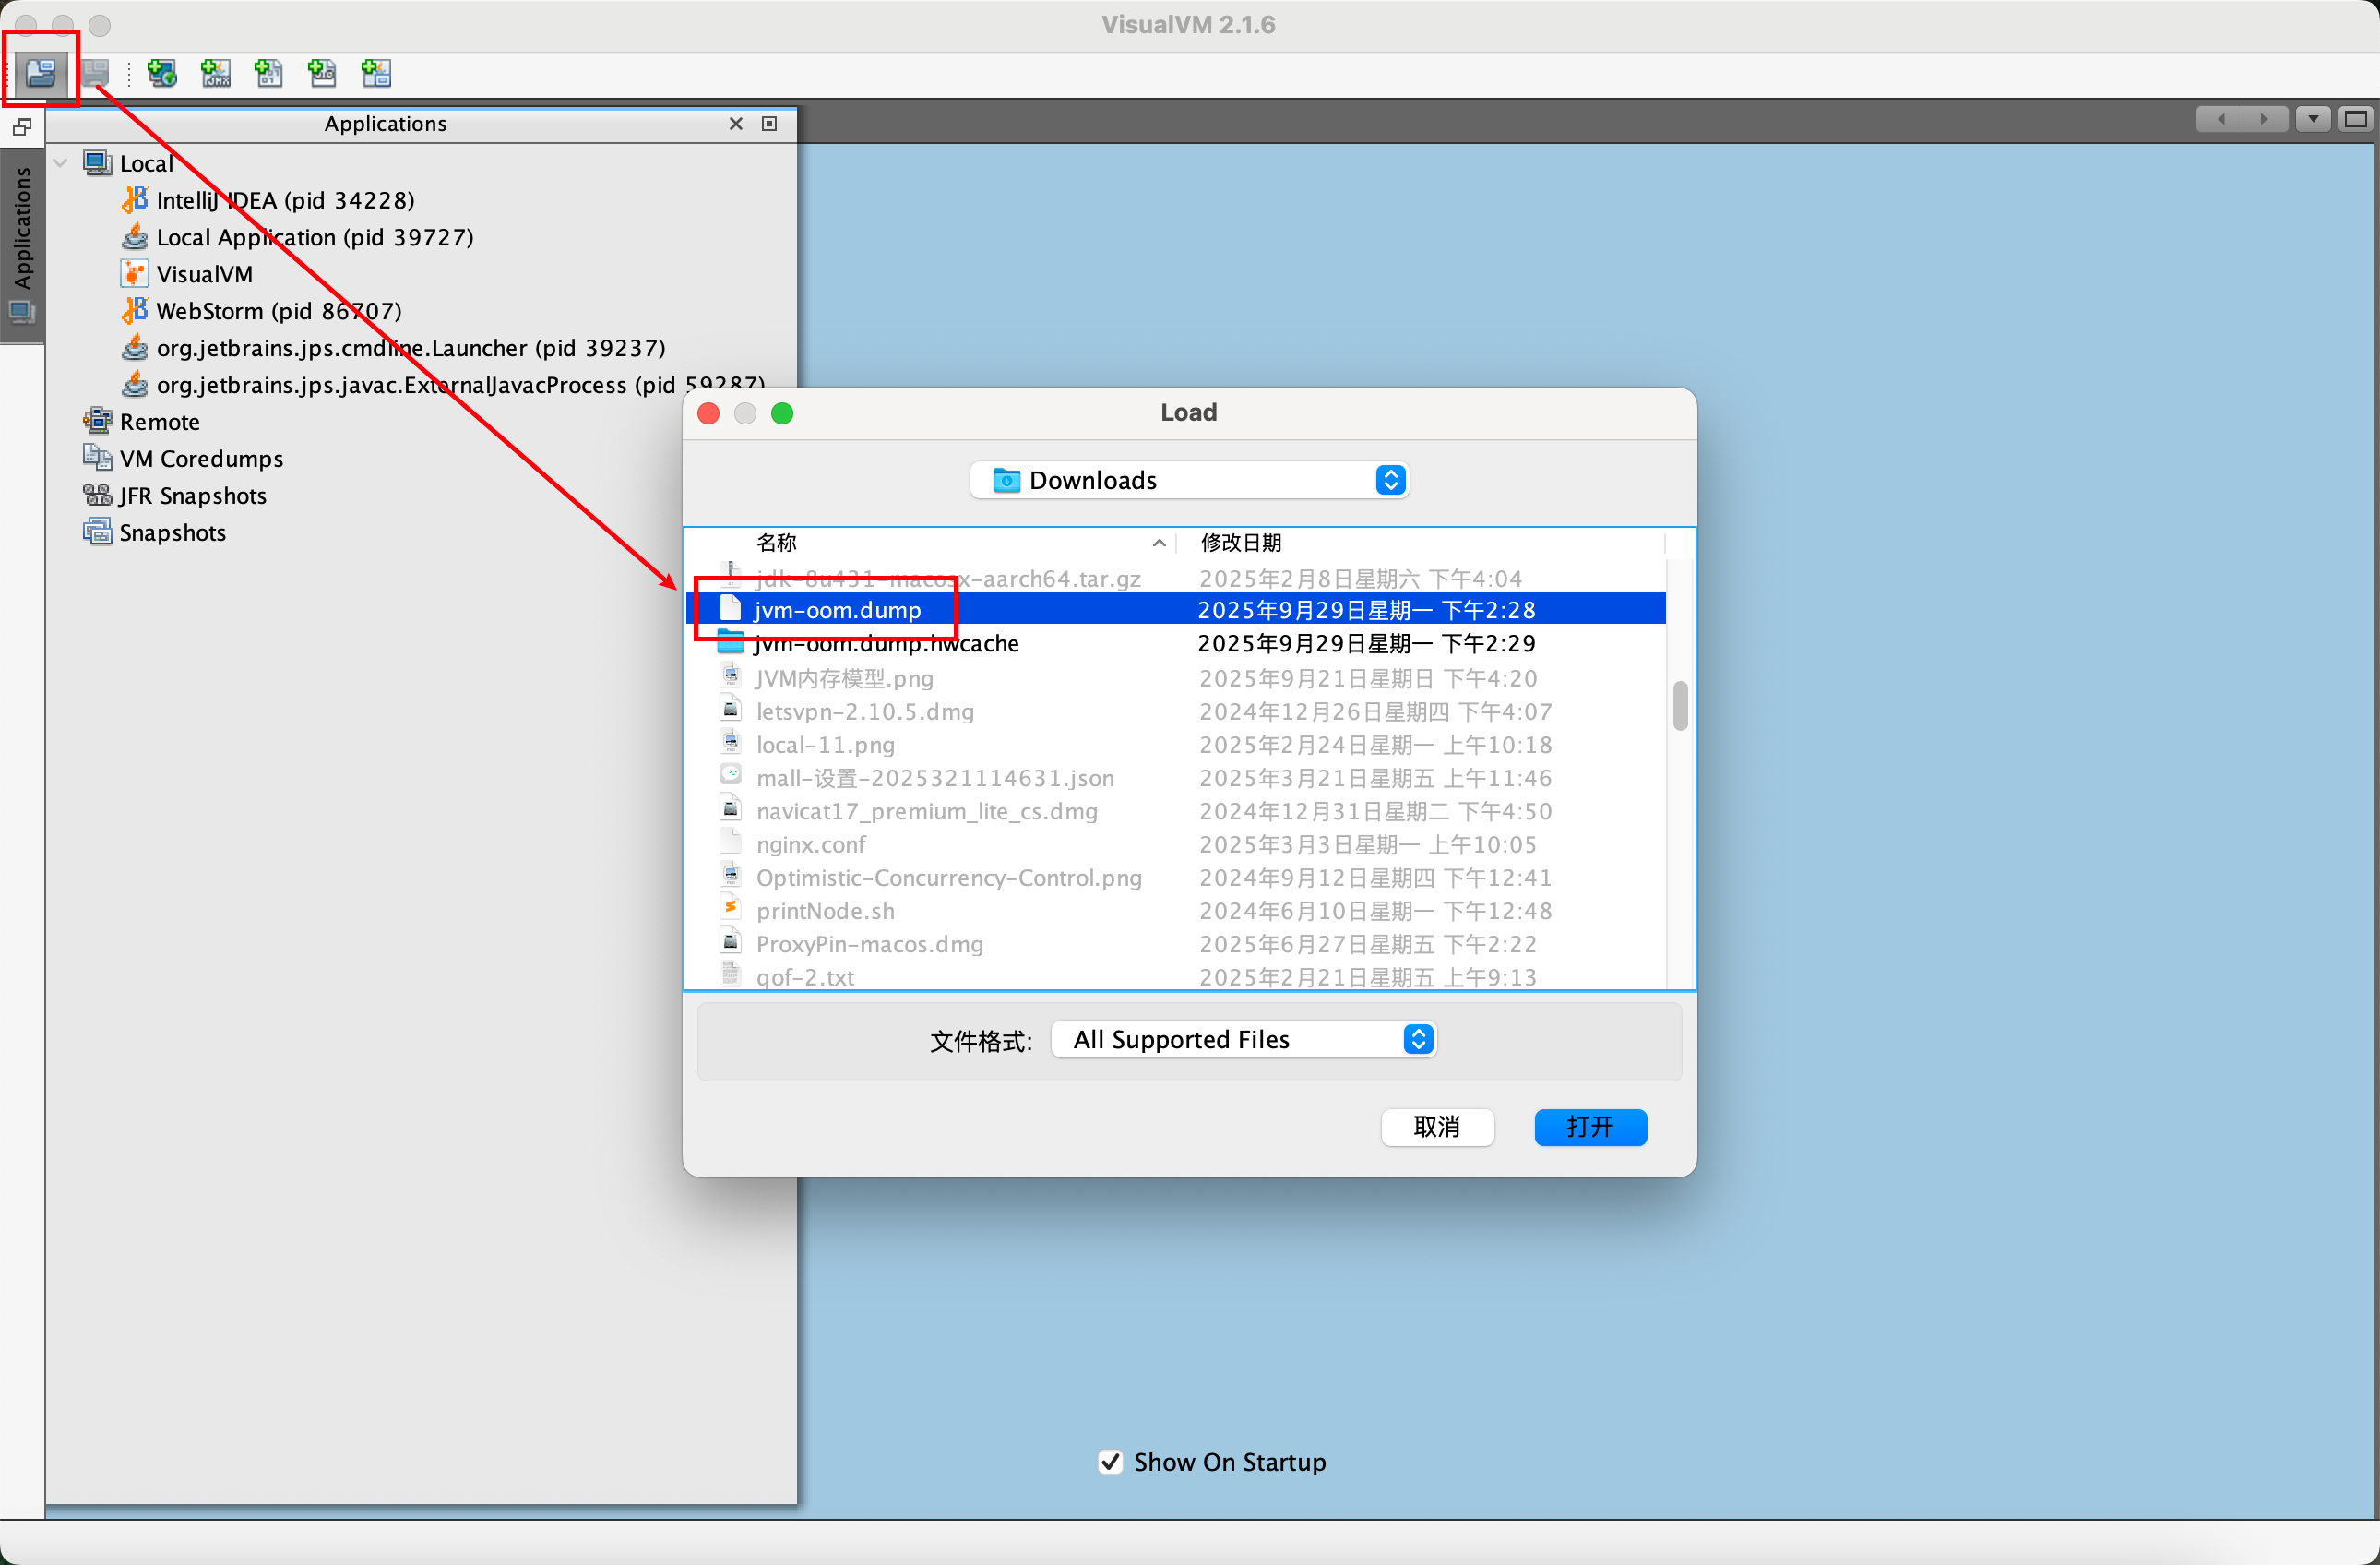 VisualVM 2.1.6
Applications
Applications
Local
IntelliJ IDEA (pid 34228)
Local Application (pid 39727)
VisualVM
WebStorm (pid 86707)
org.jetbrains.jps.cmdline.Launcher (pid 39237)
org.jetbrains.jps.javac.ExternalJavacProcess (pid 59287)
Remote
VM Coredumps
JFR Snapshots
Snapshots
Load
Downloads
名称 修改日期
jdk-8u431-macosx-aarch64.tar.gz 2025年2月8日星期六 下午4:04
jvm-oom.dump 2025年9月29日星期一 下午2:28
jvm-oom.dump.hwcache 2025年9月29日星期一 下午2:29
JVM内存模型.png 2025年9月21日星期日 下午4:20
letsvpn-2.10.5.dmg 2024年12月26日星期四 下午4:07
local-11.png 2025年2月24日星期一 上午10:18
mall-设置-2025321114631.json 2025年3月21日星期五 上午11:46
navicat17_premium_lite_cs.dmg 2024年12月31日星期二 下午4:50
nginx.conf 2025年3月3日星期一 上午10:05
Optimistic-Concurrency-Control.png 2024年9月12日星期四 下午12:41
printNode.sh 2024年6月10日星期一 下午12:48
ProxyPin-macos.dmg 2025年6月27日星期五 下午2:22
qof-2.txt 2025年2月21日星期五 上午9:13
文件格式: All Supported Files
取消 打开
Show On Startup